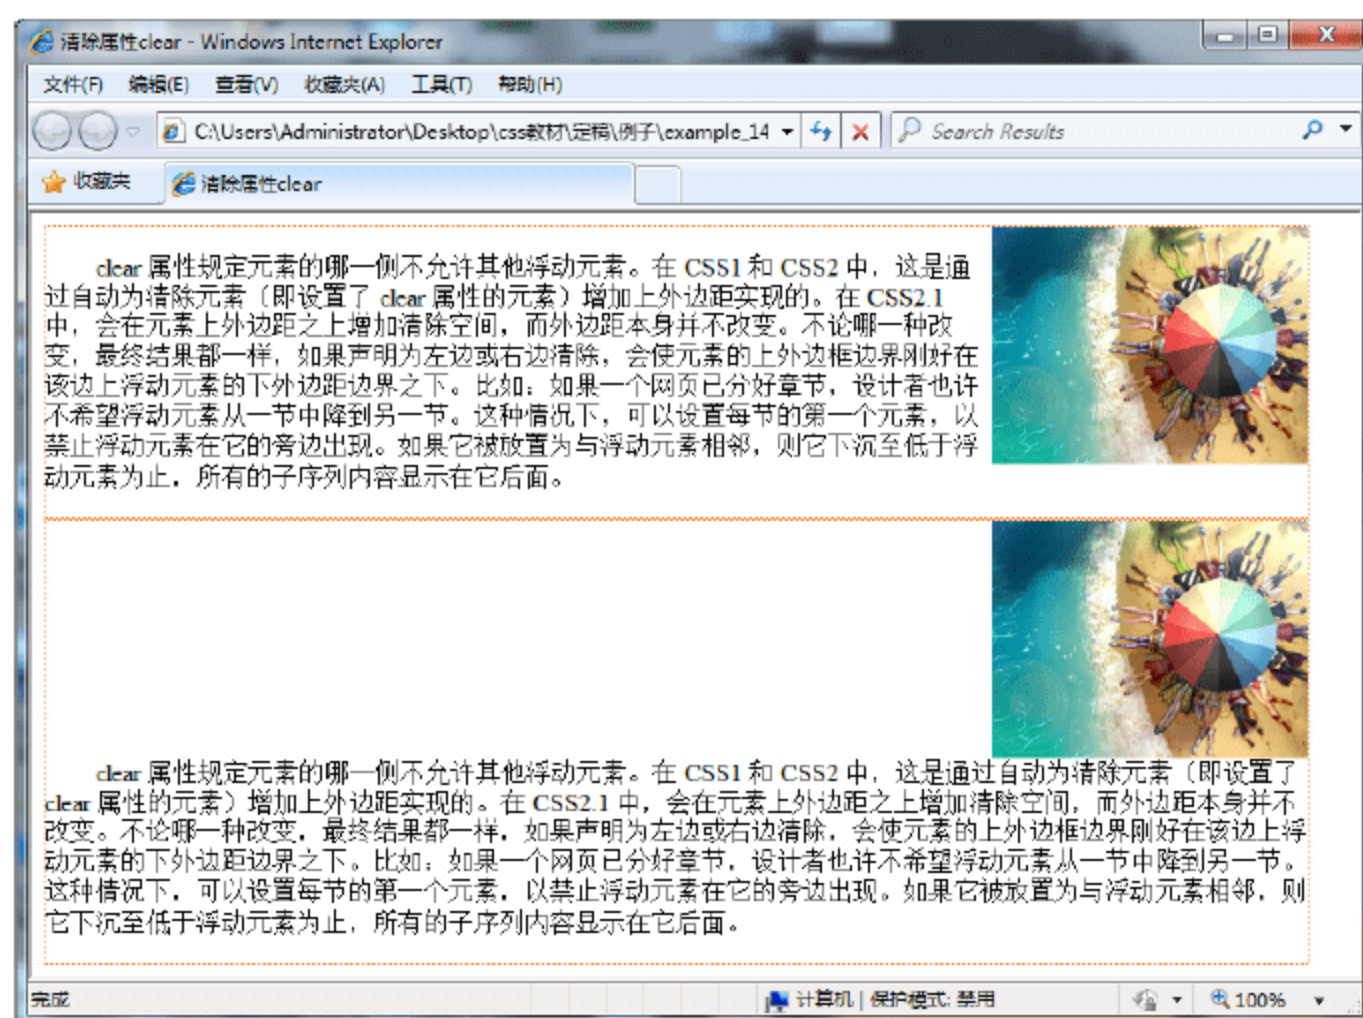 清除属性clear - Windows Internet Explorer
文件(F) 编辑(E) 查看(V) 收藏夹(A) 工具(T) 帮助(H)
C:\Users\Administrator\Desktop\css教材\定稿\例子\example_14 Search Results
收藏夹 清除属性clear
clear 属性规定元素的哪一侧不允许其他浮动元素。在 CSS1 和 CSS2 中，这是通
过自动为清除元素（即设置了 clear 属性的元素）增加上外边距实现的。在 CSS2.1
中，会在元素上外边距之上增加清除空间，而外边距本身并不改变。不论哪一种改
变，最终结果都一样，如果声明为左边或右边清除，会使元素的上外边框边界刚好在
该边上浮动元素的下外边距边界之下。比如：如果一个网页已分好章节，设计者也许
不希望浮动元素从一节中降到另一节。这种情况下，可以设置每节的第一个元素，以
禁止浮动元素在它的旁边出现。如果它被放置为与浮动元素相邻，则它下沉至低于浮
动元素为止，所有的子序列内容显示在它后面。
clear 属性规定元素的哪一侧不允许其他浮动元素。在 CSS1 和 CSS2 中，这是通过自动为清除元素（即设置了
clear 属性的元素）增加上外边距实现的。在 CSS2.1 中，会在元素上外边距之上增加清除空间，而外边距本身并不
改变。不论哪一种改变，最终结果都一样，如果声明为左边或右边清除，会使元素的上外边框边界刚好在该边上浮
动元素的下外边距边界之下。比如：如果一个网页已分好章节，设计者也许不希望浮动元素从一节中降到另一节。
这种情况下，可以设置每节的第一个元素，以禁止浮动元素在它的旁边出现。如果它被放置为与浮动元素相邻，则
它下沉至低于浮动元素为止，所有的子序列内容显示在它后面。
完成 计算机 | 保护模式: 禁用 100%